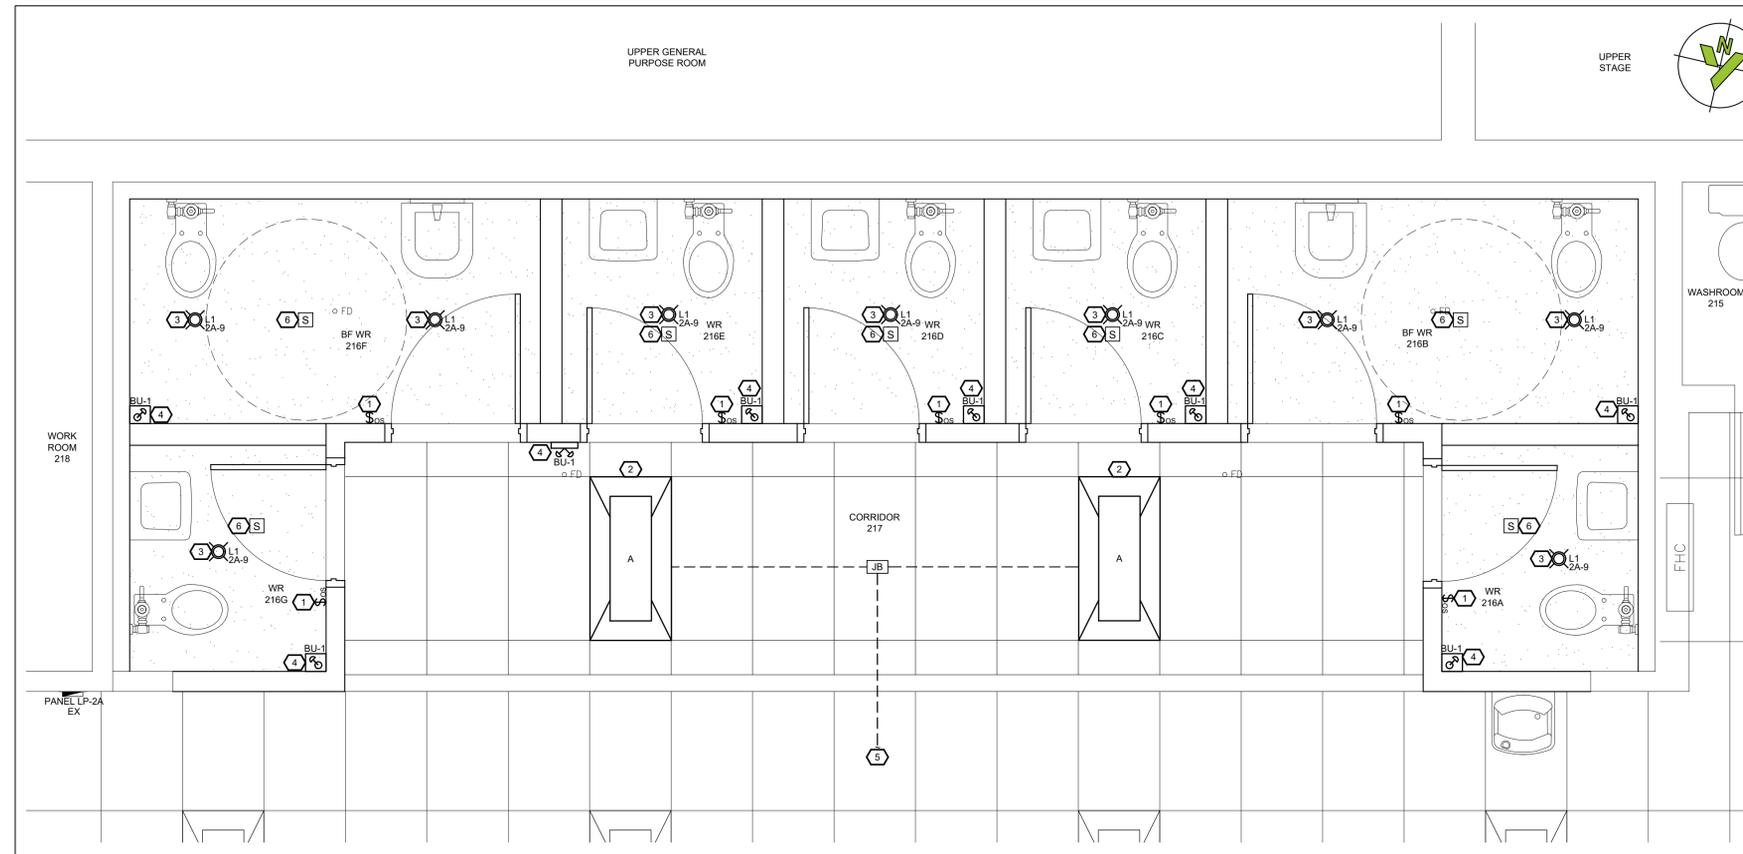 UPPER GENERAL
PURPOSE ROOM
UPPER
STAGE
N
WASHROOM
215
3
L1
2A-9
6
S
FD
BF WR
216F
3
L1
2A-9
3
L1
2A-9
6
S
WR
216E
3
L1
2A-9
6
S
WR
216D
3
L1
2A-9
6
S
WR
216C
3
L1
2A-9
FD
6
S
BF WR
216B
3
L1
2A-9
BU-1
4
1
$OS
1
$OS
4
BU-1
1
$OS
4
BU-1
1
$OS
4
BU-1
1
$OS
4
BU-1
WORK
ROOM
218
4
BU-1
FD
2
2
FD
CORRIDOR
217
A
JB
A
6
S
3
L1
2A-9
WR
216G
1
$OS
4
BU-1
S
6
3
L1
2A-9
$OS
1
WR
216A
BU-1
4
FHC
PANEL LP-2A
EX
5